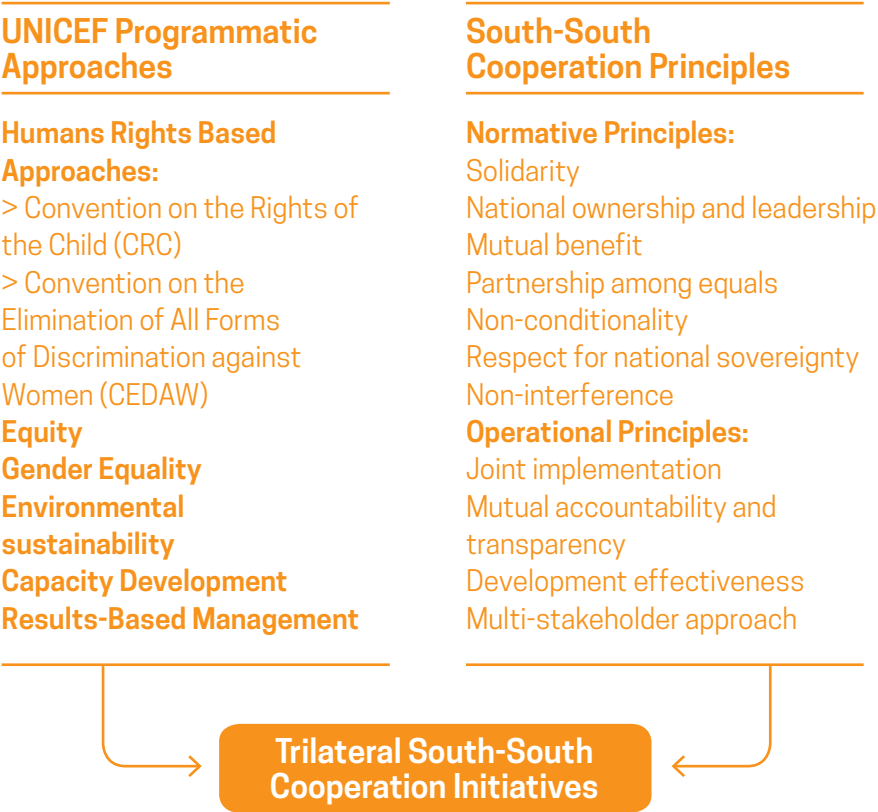 UNICEF Programmatic
Approaches
Humans Rights Based
Approaches:
> Convention on the Rights of
the Child (CRC)
> Convention on the
Elimination of All Forms
of Discrimination against
Women (CEDAW)
Equity
Gender Equality
Environmental
sustainability
Capacity Development
Results-Based Management
South-South
Cooperation Principles
Normative Principles:
Solidarity
National ownership and leadership
Mutual benefit
Partnership among equals
Non-conditionality
Respect for national sovereignty
Non-interference
Operational Principles:
Joint implementation
Mutual accountability and
transparency
Development effectiveness
Multi-stakeholder approach
Trilateral South-South
Cooperation Initiatives